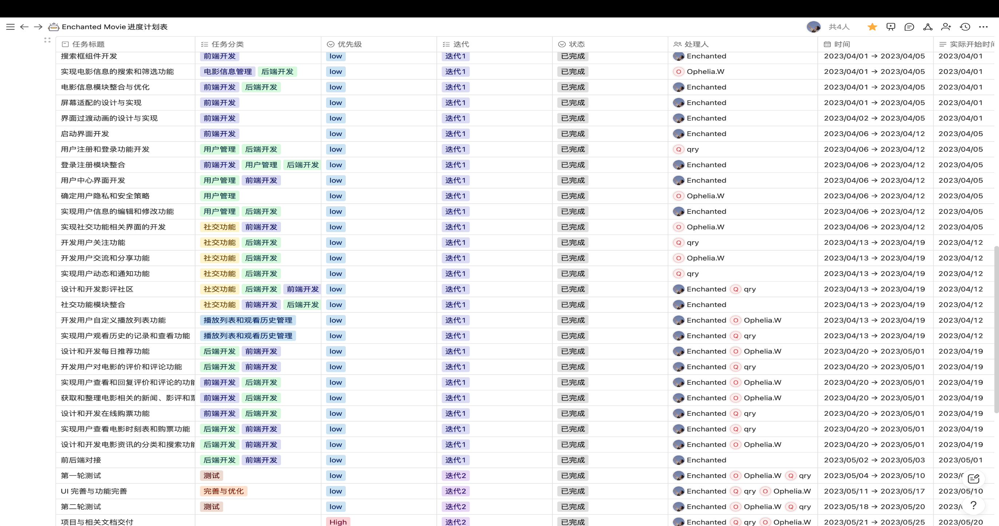 Enchanted Movie 进度计划表 共4人
任务标题 任务分类 优先级 迭代 状态 处理人 时间 实际开始时间
搜索框组件开发 前端开发 low 迭代1 已完成 Enchanted 2023/04/01 → 2023/04/05 2023/04/01
实现电影信息的搜索和筛选功能 电影信息管理 后端开发 low 迭代1 已完成 O Ophelia.W 2023/04/01 → 2023/04/05 2023/04/01
电影信息模块整合与优化 前端开发 后端开发 low 迭代1 已完成 Enchanted 2023/04/01 → 2023/04/05 2023/04/01
屏幕适配的设计与实现 前端开发 low 迭代1 已完成 Enchanted 2023/04/01 → 2023/04/05 2023/04/01
界面过渡动画的设计与实现 前端开发 low 迭代1 已完成 Enchanted 2023/04/02 → 2023/04/05 2023/04/01
启动界面开发 前端开发 low 迭代1 已完成 Enchanted 2023/04/06 → 2023/04/12 2023/04/05
用户注册和登录功能开发 用户管理 后端开发 low 迭代1 已完成 Q qry 2023/04/06 → 2023/04/12 2023/04/05
登录注册模块整合 前端开发 用户管理 后端开发 low 迭代1 已完成 Enchanted 2023/04/06 → 2023/04/12 2023/04/05
用户中心界面开发 用户管理 前端开发 low 迭代1 已完成 Enchanted 2023/04/06 → 2023/04/12 2023/04/05
确定用户隐私和安全策略 用户管理 low 迭代1 已完成 O Ophelia.W 2023/04/06 → 2023/04/12 2023/04/05
实现用户信息的编辑和修改功能 用户管理 后端开发 low 迭代1 已完成 Enchanted 2023/04/06 → 2023/04/12 2023/04/05
实现社交功能相关界面的开发 社交功能 前端开发 low 迭代1 已完成 O Ophelia.W 2023/04/06 → 2023/04/12 2023/04/05
开发用户关注功能 社交功能 后端开发 low 迭代1 已完成 Q qry 2023/04/13 → 2023/04/19 2023/04/12
开发用户交流和分享功能 社交功能 后端开发 low 迭代1 已完成 O Ophelia.W 2023/04/13 → 2023/04/19 2023/04/12
实现用户动态和通知功能 社交功能 后端开发 low 迭代1 已完成 Q qry 2023/04/13 → 2023/04/19 2023/04/12
设计和开发影评社区 社交功能 后端开发 前端开发 low 迭代1 已完成 Enchanted Q qry 2023/04/13 → 2023/04/19 2023/04/12
社交功能模块整合 社交功能 前端开发 后端开发 low 迭代1 已完成 Enchanted 2023/04/13 → 2023/04/19 2023/04/12
开发用户自定义播放列表功能 播放列表和观看历史管理 low 迭代1 已完成 Enchanted O Ophelia.W 2023/04/13 → 2023/04/19 2023/04/12
实现用户观看历史的记录和查看功能 播放列表和观看历史管理 low 迭代1 已完成 Enchanted Q qry 2023/04/13 → 2023/04/19 2023/04/12
设计和开发每日推荐功能 后端开发 前端开发 low 迭代1 已完成 Enchanted O Ophelia.W 2023/04/20 → 2023/05/01 2023/04/19
开发用户对电影的评价和评论功能 后端开发 前端开发 low 迭代1 已完成 Enchanted Q qry 2023/04/20 → 2023/05/01 2023/04/19
实现用户查看和回复评价和评论的功能 前端开发 后端开发 low 迭代1 已完成 Enchanted O Ophelia.W 2023/04/20 → 2023/05/01 2023/04/19
获取和整理电影相关的新闻、影评和票 前端开发 后端开发 low 迭代1 已完成 Enchanted O Ophelia.W 2023/04/20 → 2023/05/01 2023/04/19
设计和开发在线购票功能 前端开发 后端开发 low 迭代1 已完成 Enchanted Q qry 2023/04/20 → 2023/05/01 2023/04/19
实现用户查看电影时刻表和购票功能 后端开发 前端开发 low 迭代1 已完成 Enchanted Q qry 2023/04/20 → 2023/05/01 2023/04/19
设计和开发电影资讯的分类和搜索功能 后端开发 前端开发 low 迭代1 已完成 Enchanted O Ophelia.W 2023/04/20 → 2023/05/01 2023/04/19
前后端对接 后端开发 前端开发 low 迭代1 已完成 Enchanted 2023/05/02 → 2023/05/03 2023/05/01
第一轮测试 测试 low 迭代2 已完成 Enchanted O Ophelia.W Q qry 2023/05/04 → 2023/05/10 2023/
UI 完善与功能完善 完善与优化 low 迭代2 已完成 Enchanted Q qry O Ophelia.W 2023/05/11 → 2023/05/17 2023/05/10
第二轮测试 测试 low 迭代2 已完成 Enchanted O Ophelia.W Q qry 2023/05/18 → 2023/05/20 2023/
项目与相关文档交付 High 迭代2 已完成 Enchanted Q qry O Ophelia.W 2023/05/21 → 2023/05/25 2023/05/20